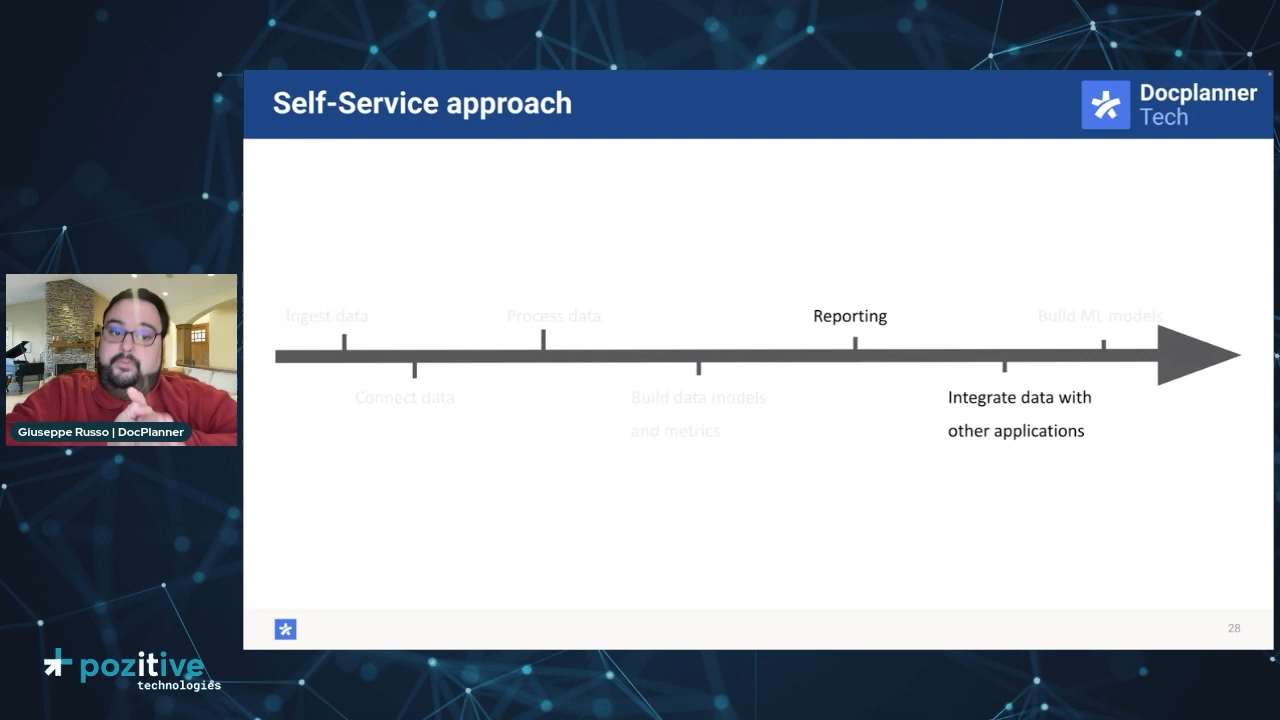 Self-Service approach
Docplanner
Tech
Ingest data
Process data
Reporting
Build ML models
Connect data
Build data models
and metrics
Integrate data with
other applications
Giuseppe Russo | DocPlanner
28
pozitive
technologies